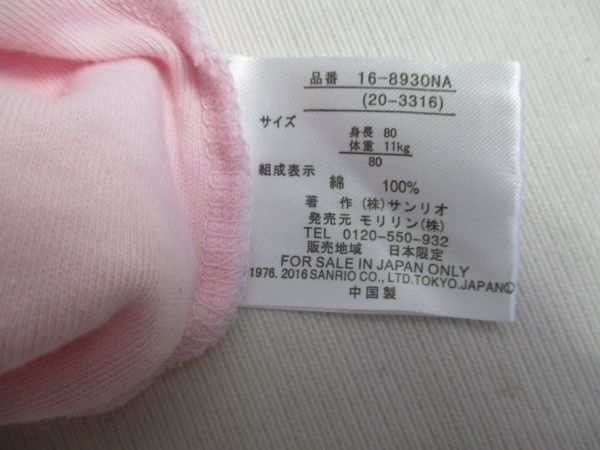 品番 16-8930NA
(20-3316)
サイズ
身長 80
体重 11kg
80
組成表示
綿 100%
著 作 (株)サンリオ
発売元 モリリン(株)
TEL 0120-550-932
販売地域 日本限定
FOR SALE IN JAPAN ONLY
1976. 2016 SANRIO CO., LTD.TOKYO.JAPAN©
中国製